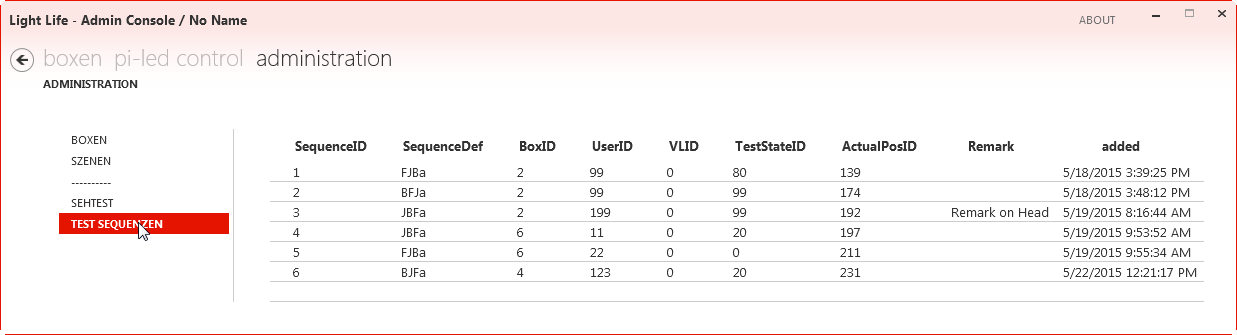 Light Life - Admin Console / No Name
ABOUT
boxen pi-led control administration
ADMINISTRATION
BOXEN
SZENEN
----------
SEHTEST
TEST SEQUENZEN
SequenceID SequenceDef BoxID UserID VLID TestStateID ActualPosID Remark added
1 FJBa 2 99 0 80 139 5/18/2015 3:39:25 PM
2 BFJa 2 99 0 99 174 5/18/2015 3:48:12 PM
3 JBFa 2 199 0 99 192 Remark on Head 5/19/2015 8:16:44 AM
4 JBFa 6 11 0 20 197 5/19/2015 9:53:52 AM
5 FJBa 6 22 0 0 211 5/19/2015 9:55:34 AM
6 BJFa 4 123 0 20 231 5/22/2015 12:21:17 PM